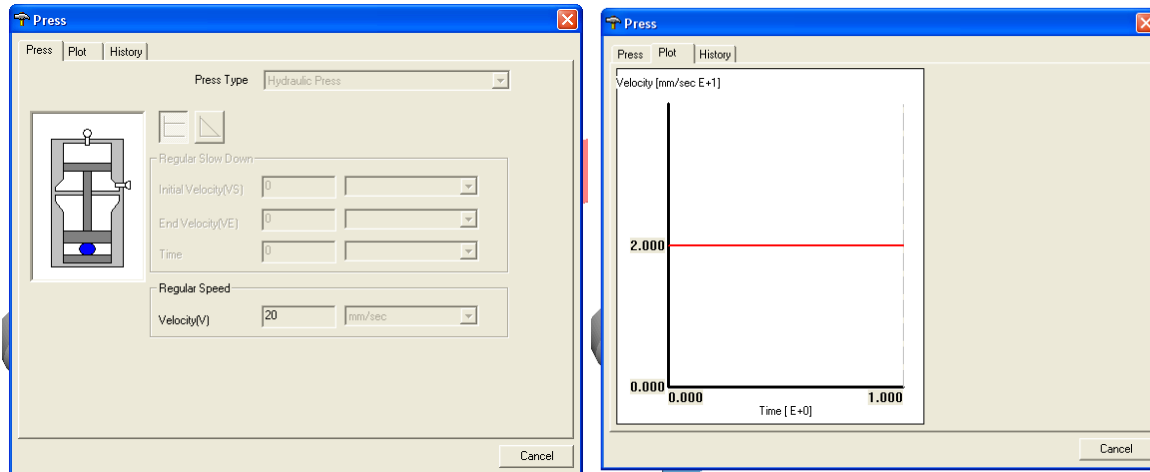 Press
Press Plot History
Press Type Hydraulic Press
Regular Slow Down
Initial Velocity(VS) 0
End Velocity(VE) 0
Time 0
Regular Speed
Velocity(V) 20 mm/sec
Cancel
Press
Press Plot History
Velocity [mm/sec E+1]
2.000
0.000
0.000 1.000
Time [ E+0]
Cancel